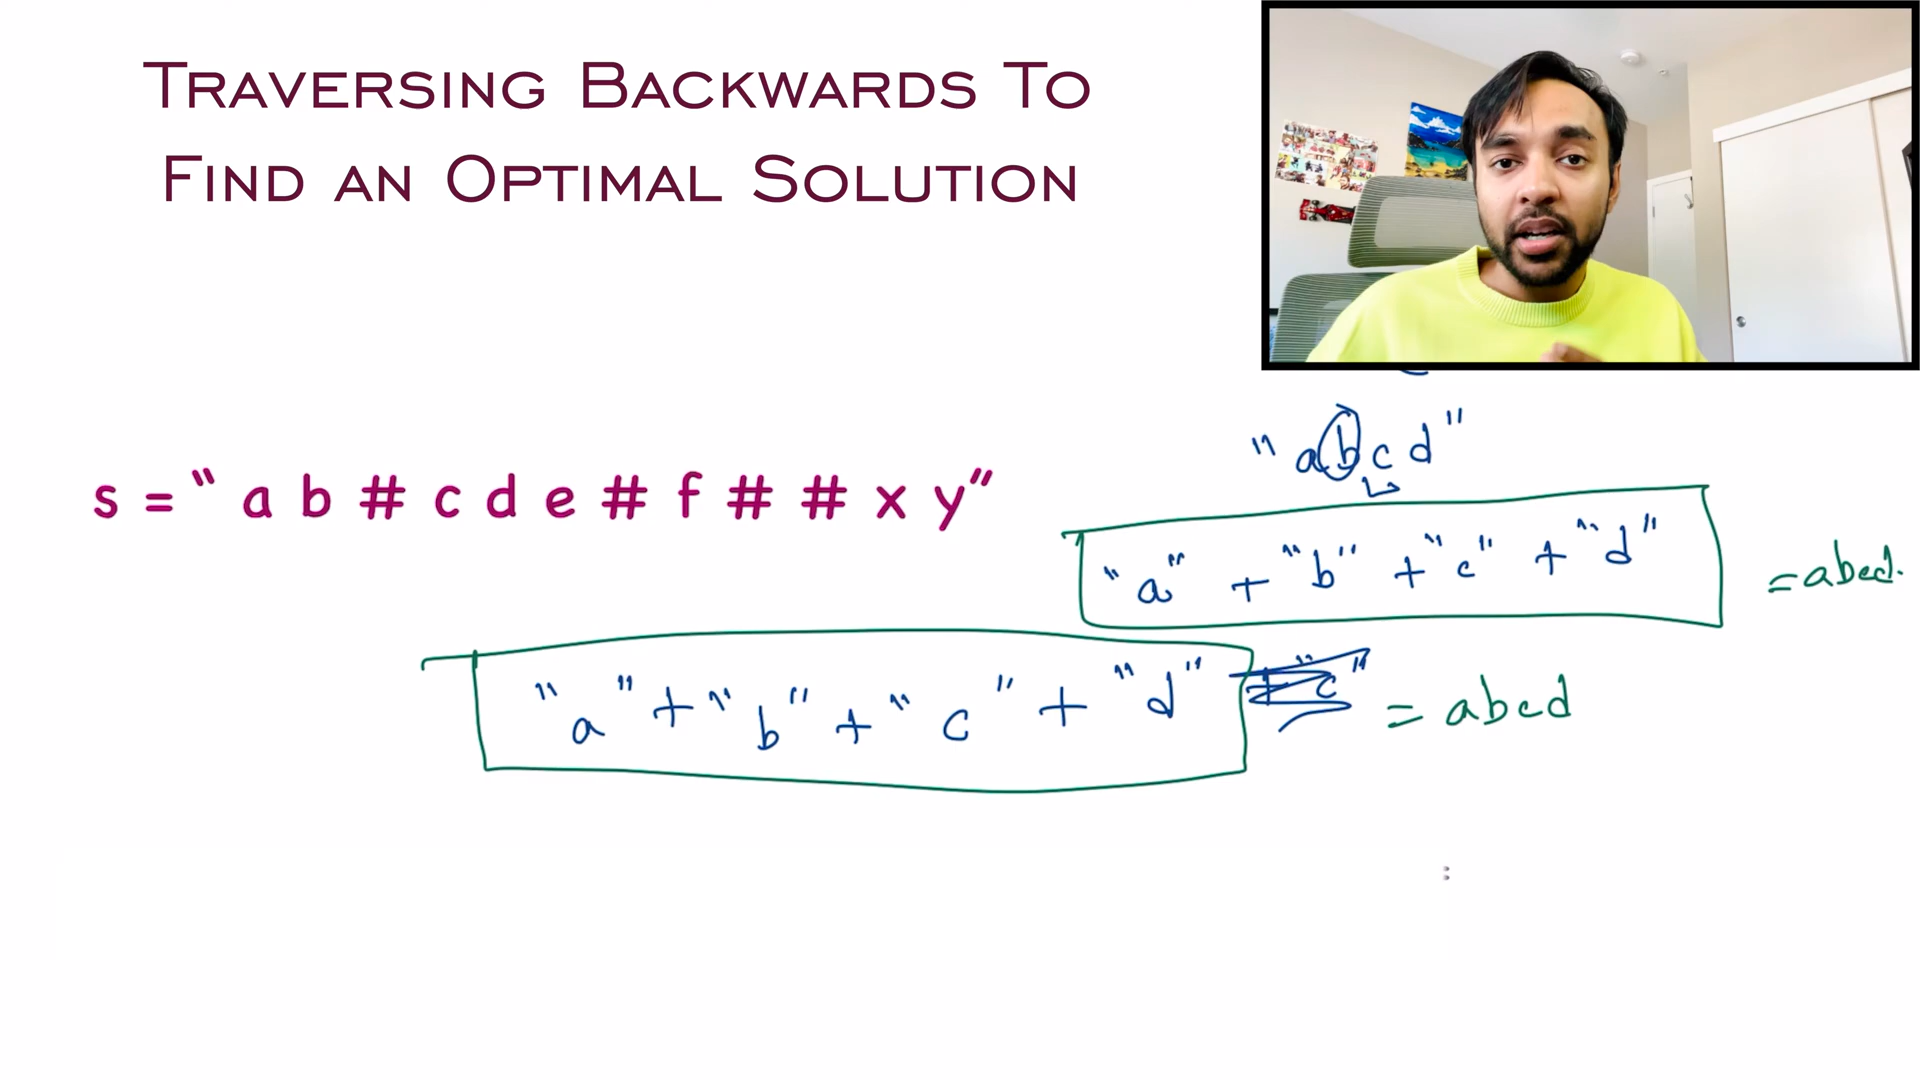 TRAVERSING BACKWARDS TO
FIND AN OPTIMAL SOLUTION
"abcd"
s = "ab#cde#f##xy"
"a" + "b" + "c" + "d" = abcd.
"a" + "b" + "c" + "d" = abcd
: